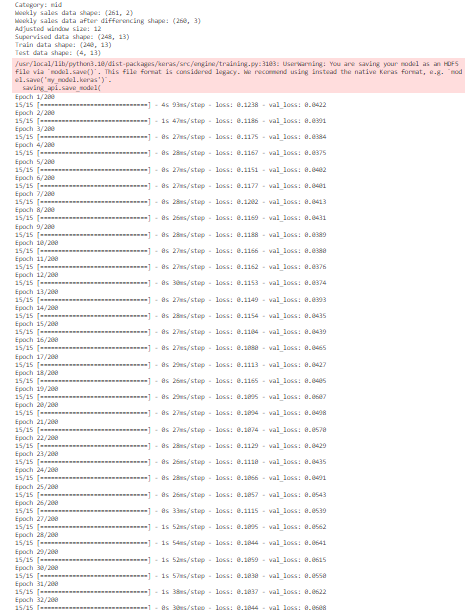 Category: mid
Weekly sales data shape: (261, 2)
Weekly sales data after differencing shape: (260, 3)
Adjusted window size: 12
Supervised data shape: (248, 13)
Train data shape: (240, 13)
Test data shape: (4, 13)
/usr/local/lib/python3.10/dist-packages/keras/src/engine/training.py:3103: UserWarning: You are saving your model as an HDF5
file via `model.save()`. This file format is considered legacy. We recommend using instead the native Keras format, e.g. `mod
el.save('my_model.keras')`.
saving_api.save_model(
Epoch 1/200
15/15 [==============================] - 4s 93ms/step - loss: 0.1238 - val_loss: 0.0422
Epoch 2/200
15/15 [==============================] - 1s 47ms/step - loss: 0.1186 - val_loss: 0.0391
Epoch 3/200
15/15 [==============================] - 0s 27ms/step - loss: 0.1175 - val_loss: 0.0384
Epoch 4/200
15/15 [==============================] - 0s 28ms/step - loss: 0.1167 - val_loss: 0.0375
Epoch 5/200
15/15 [==============================] - 0s 27ms/step - loss: 0.1151 - val_loss: 0.0402
Epoch 6/200
15/15 [==============================] - 0s 27ms/step - loss: 0.1177 - val_loss: 0.0401
Epoch 7/200
15/15 [==============================] - 0s 28ms/step - loss: 0.1202 - val_loss: 0.0413
Epoch 8/200
15/15 [==============================] - 0s 26ms/step - loss: 0.1169 - val_loss: 0.0431
Epoch 9/200
15/15 [==============================] - 0s 28ms/step - loss: 0.1188 - val_loss: 0.0389
Epoch 10/200
15/15 [==============================] - 0s 27ms/step - loss: 0.1166 - val_loss: 0.0380
Epoch 11/200
15/15 [==============================] - 0s 27ms/step - loss: 0.1162 - val_loss: 0.0376
Epoch 12/200
15/15 [==============================] - 0s 30ms/step - loss: 0.1153 - val_loss: 0.0374
Epoch 13/200
15/15 [==============================] - 0s 27ms/step - loss: 0.1149 - val_loss: 0.0393
Epoch 14/200
15/15 [==============================] - 0s 28ms/step - loss: 0.1154 - val_loss: 0.0435
Epoch 15/200
15/15 [==============================] - 0s 27ms/step - loss: 0.1104 - val_loss: 0.0439
Epoch 16/200
15/15 [==============================] - 0s 27ms/step - loss: 0.1080 - val_loss: 0.0465
Epoch 17/200
15/15 [==============================] - 0s 29ms/step - loss: 0.1113 - val_loss: 0.0427
Epoch 18/200
15/15 [==============================] - 0s 26ms/step - loss: 0.1165 - val_loss: 0.0405
Epoch 19/200
15/15 [==============================] - 0s 29ms/step - loss: 0.1095 - val_loss: 0.0607
Epoch 20/200
15/15 [==============================] - 0s 27ms/step - loss: 0.1094 - val_loss: 0.0498
Epoch 21/200
15/15 [==============================] - 0s 27ms/step - loss: 0.1074 - val_loss: 0.0570
Epoch 22/200
15/15 [==============================] - 0s 28ms/step - loss: 0.1129 - val_loss: 0.0429
Epoch 23/200
15/15 [==============================] - 0s 26ms/step - loss: 0.1110 - val_loss: 0.0435
Epoch 24/200
15/15 [==============================] - 0s 28ms/step - loss: 0.1066 - val_loss: 0.0491
Epoch 25/200
15/15 [==============================] - 0s 26ms/step - loss: 0.1057 - val_loss: 0.0543
Epoch 26/200
15/15 [==============================] - 0s 33ms/step - loss: 0.1115 - val_loss: 0.0539
Epoch 27/200
15/15 [==============================] - 1s 52ms/step - loss: 0.1095 - val_loss: 0.0562
Epoch 28/200
15/15 [==============================] - 1s 54ms/step - loss: 0.1044 - val_loss: 0.0641
Epoch 29/200
15/15 [==============================] - 1s 52ms/step - loss: 0.1059 - val_loss: 0.0615
Epoch 30/200
15/15 [==============================] - 1s 57ms/step - loss: 0.1030 - val_loss: 0.0550
Epoch 31/200
15/15 [==============================] - 1s 38ms/step - loss: 0.1037 - val_loss: 0.0622
Epoch 32/200
15/15 [==============================] - 0s 30ms/step - loss: 0.1044 - val_loss: 0.0608